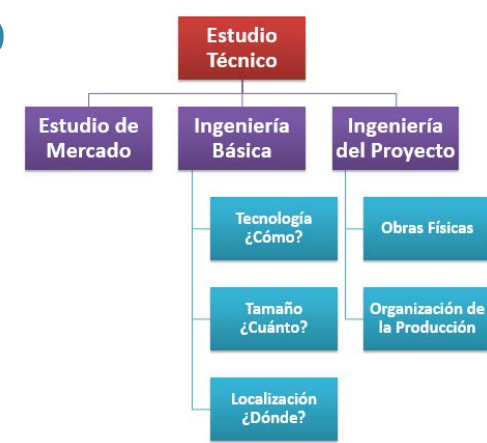 Estudio
Técnico
Estudio de
Mercado
Ingeniería
Básica
Ingeniería
del Proyecto
Tecnología
¿Cómo?
Obras Físicas
Tamaño
¿Cuánto?
Organización de
la Producción
Localización
¿Dónde?